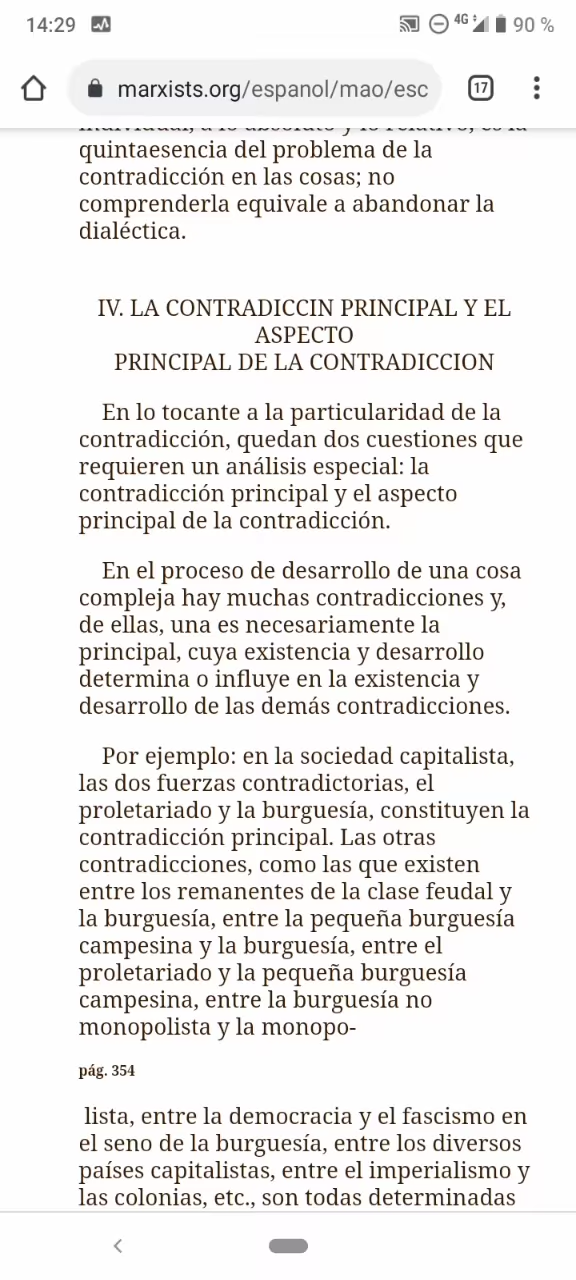 14:29
4G
90 %
marxists.org/espanol/mao/esc
17
individual, a lo absoluto y lo relativo, es la
quintaesencia del problema de la
contradicción en las cosas; no
comprenderla equivale a abandonar la
dialéctica.
IV. LA CONTRADICCIN PRINCIPAL Y EL
ASPECTO
PRINCIPAL DE LA CONTRADICCION
En lo tocante a la particularidad de la
contradicción, quedan dos cuestiones que
requieren un análisis especial: la
contradicción principal y el aspecto
principal de la contradicción.
En el proceso de desarrollo de una cosa
compleja hay muchas contradicciones y,
de ellas, una es necesariamente la
principal, cuya existencia y desarrollo
determina o influye en la existencia y
desarrollo de las demás contradicciones.
Por ejemplo: en la sociedad capitalista,
las dos fuerzas contradictorias, el
proletariado y la burguesía, constituyen la
contradicción principal. Las otras
contradicciones, como las que existen
entre los remanentes de la clase feudal y
la burguesía, entre la pequeña burguesía
campesina y la burguesía, entre el
proletariado y la pequeña burguesía
campesina, entre la burguesía no
monopolista y la monopo-
pág. 354
lista, entre la democracia y el fascismo en
el seno de la burguesía, entre los diversos
países capitalistas, entre el imperialismo y
las colonias, etc., son todas determinadas